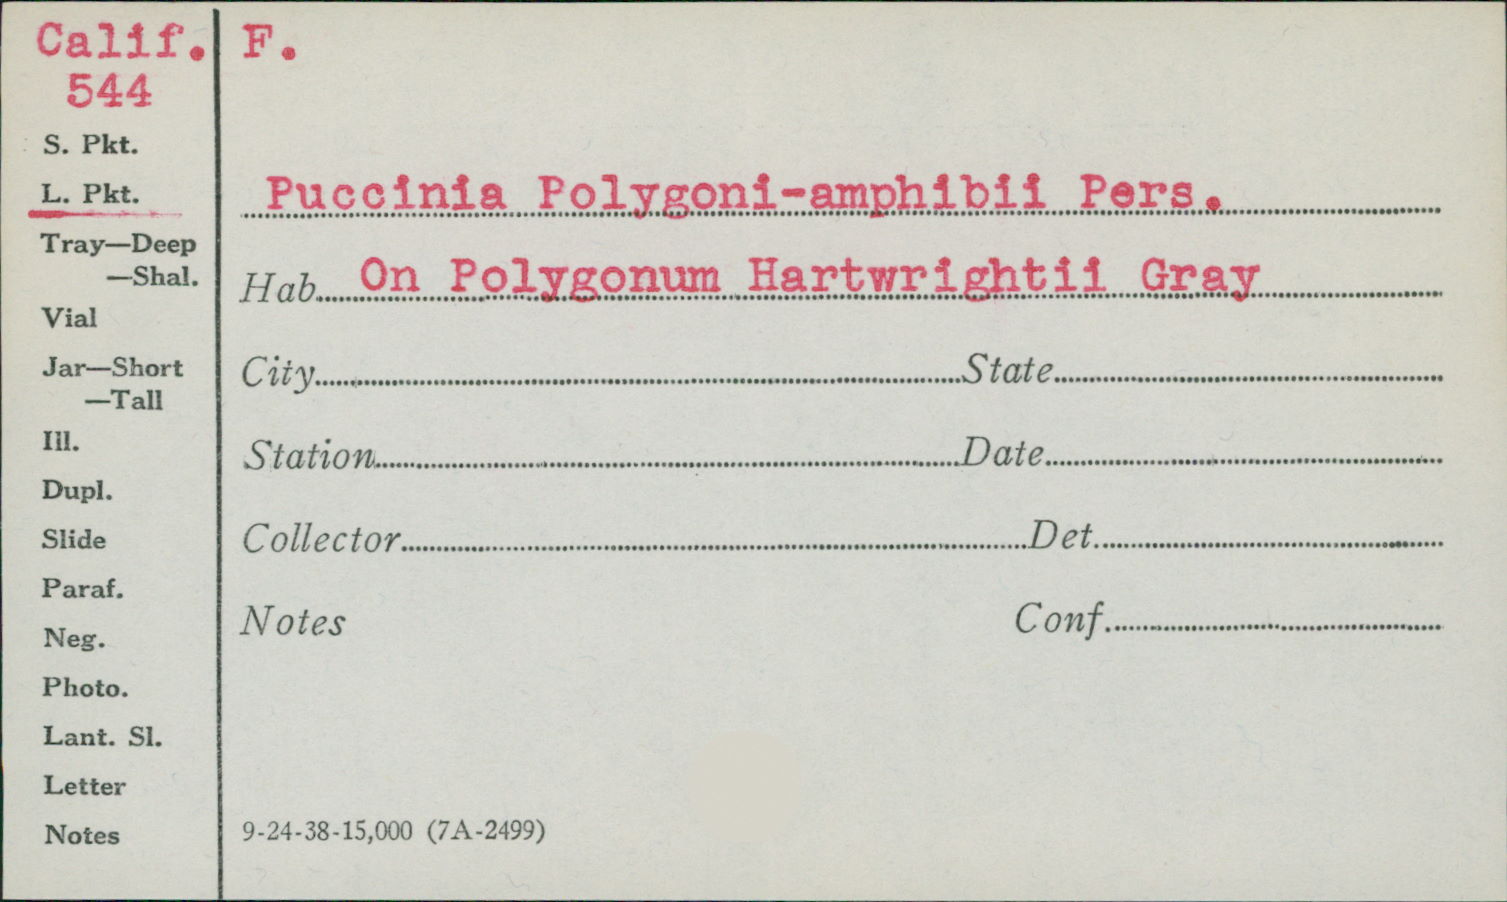 Calif. F.
544
S. Pkt.
L. Pkt.
Puccinia Polygoni-amphibii Pers.
Tray—Deep
—Shal.
Hab. On Polygonum Hartwrightii Gray
Vial
Jar—Short
—Tall
City State
Ill.
Station Date
Dupl.
Slide
Collector Det.
Paraf.
Neg.
Notes Conf.
Photo.
Lant. Sl.
Letter
Notes
9-24-38-15,000 (7A-2499)